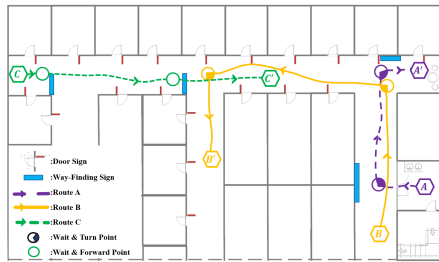 C
C'
A'
B'
A
B
:Door Sign
:Way-Finding Sign
:Route A
:Route B
:Route C
:Wait & Turn Point
:Wait & Forward Point